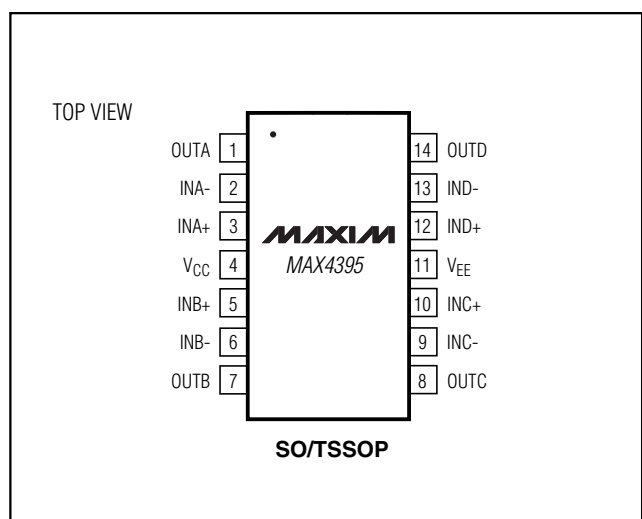 TOP VIEW
OUTA 1 14 OUTD
INA- 2 13 IND-
INA+ 3 12 IND+
MAXIM
VCC 4 MAX4395 11 VEE
INB+ 5 10 INC+
INB- 6 9 INC-
OUTB 7 8 OUTC
SO/TSSOP